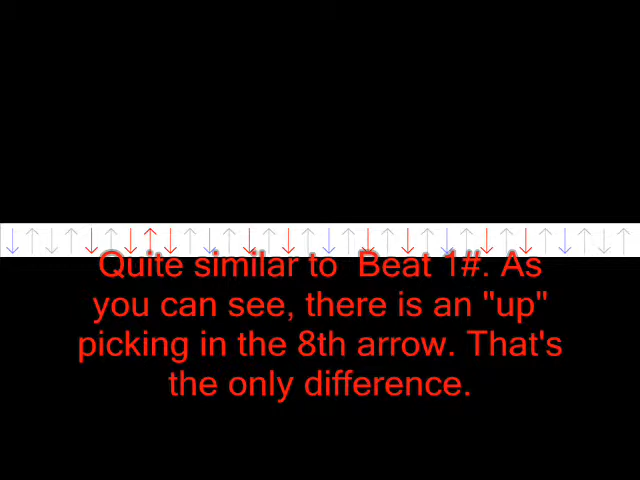 Quite similar to  Beat 1#. As
you can see, there is an "up"
picking in the 8th arrow. That's
the only difference.